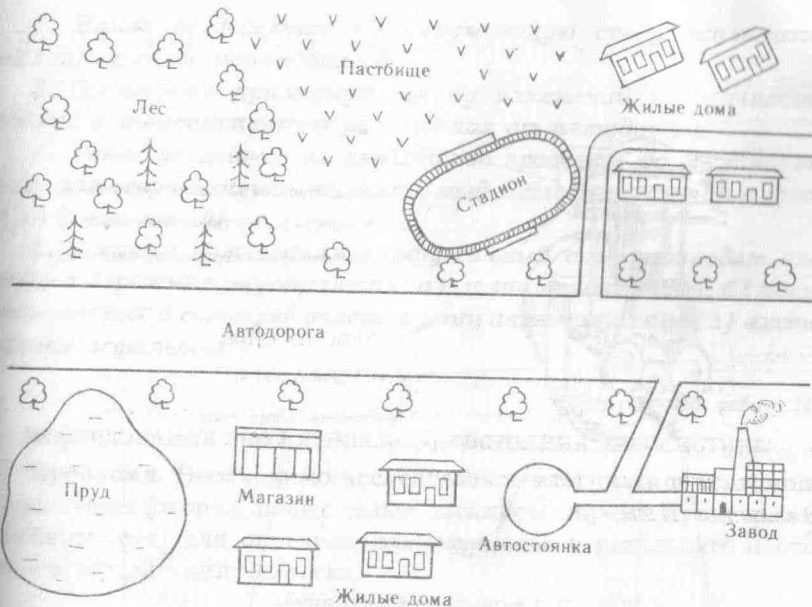 Пастбище
Лес
Жилые дома
Стадион
Автодорога
Пруд
Магазин
Автостоянка
Завод
Жилые дома